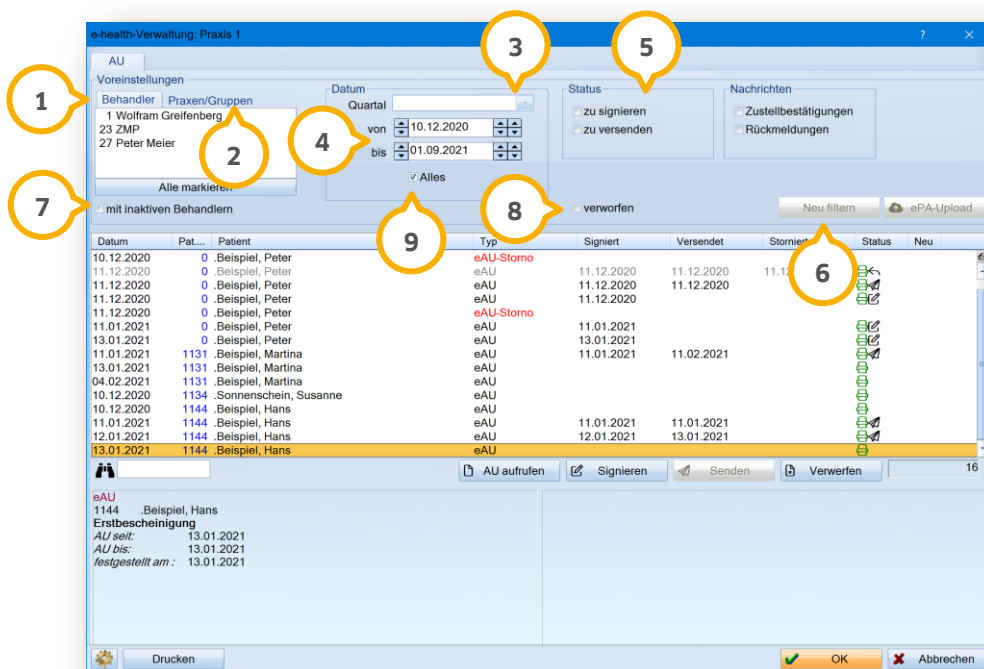 e-health-Verwaltung: Praxis 1 ? ×
3 5
AU
Voreinstellungen
1
Behandler Praxen/Gruppen
1 Wolfram Greifenberg
23 ZMP
27 Peter Meier
2
Alle markieren
Datum
Quartal
4
von 10.12.2020
bis 01.09.2021
Alles
Status
zu signieren
zu versenden
Nachrichten
Zustellbestätigungen
Rückmeldungen
7 mit inaktiven Behandlern
9
8 verworfen
Neu filtern ePA-Upload
6
Datum Pat.... Patient Typ Signiert Versendet Storniert Status Neu
10.12.2020 0 .Beispiel, Peter eAU-Storno
11.12.2020 0 .Beispiel, Peter eAU 11.12.2020 11.12.2020 11.12
11.12.2020 0 .Beispiel, Peter eAU 11.12.2020 11.12.2020
11.12.2020 0 .Beispiel, Peter eAU 11.12.2020
11.12.2020 0 .Beispiel, Peter eAU-Storno
11.01.2021 0 .Beispiel, Peter eAU 11.01.2021
13.01.2021 0 .Beispiel, Peter eAU 13.01.2021
11.01.2021 1131 .Beispiel, Martina eAU 11.01.2021 11.02.2021
13.01.2021 1131 .Beispiel, Martina eAU
04.02.2021 1131 .Beispiel, Martina eAU
10.12.2020 1134 .Sonnenschein, Susanne eAU
10.12.2020 1144 .Beispiel, Hans eAU
11.01.2021 1144 .Beispiel, Hans eAU 11.01.2021 11.01.2021
12.01.2021 1144 .Beispiel, Hans eAU 12.01.2021 13.01.2021
13.01.2021 1144 .Beispiel, Hans eAU
AU aufrufen Signieren Senden Verwerfen 16
eAU
1144 .Beispiel, Hans
Erstbescheinigung
AU seit: 13.01.2021
AU bis: 13.01.2021
festgestellt am : 13.01.2021
Drucken OK Abbrechen